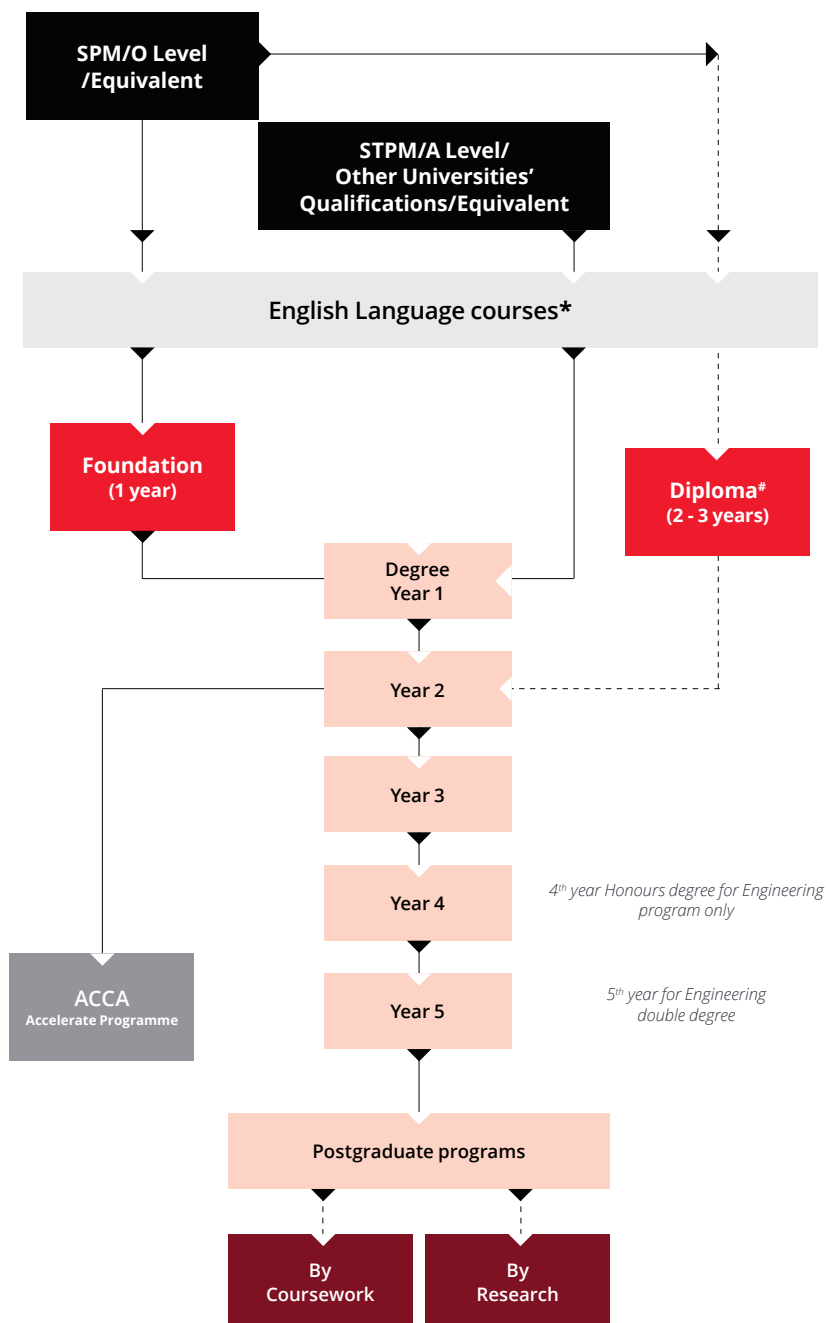 SPM/O Level
/Equivalent
STPM/A Level/
Other Universities’
Qualifications/Equivalent
English Language courses*
Foundation
(1 year)
Diploma#
(2 - 3 years)
Degree
Year 1
Year 2
Year 3
Year 4
4th year Honours degree for Engineering
program only
ACCA
Accelerate Programme
Year 5
5th year for Engineering
double degree
Postgraduate programs
By
Coursework
By
Research